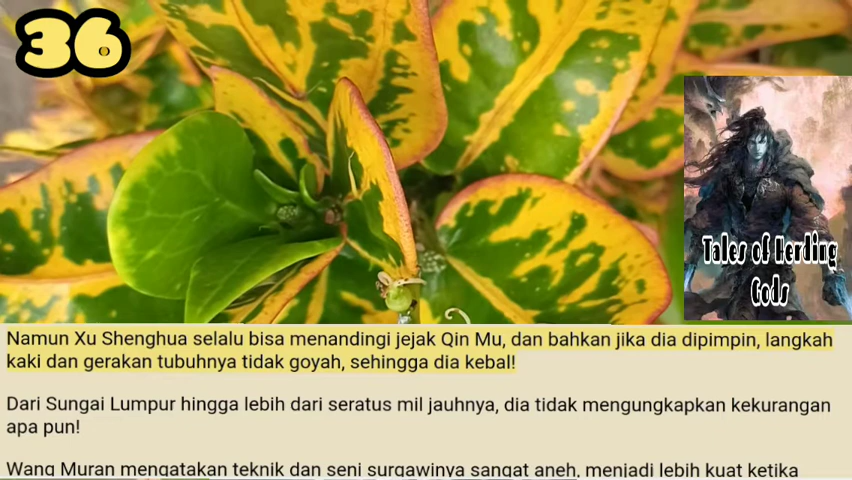 36
Tales of Herding
Gods
Namun Xu Shenghua selalu bisa menandingi jejak Qin Mu, dan bahkan jika dia dipimpin, langkah
kaki dan gerakan tubuhnya tidak goyah, sehingga dia kebal!
Dari Sungai Lumpur hingga lebih dari seratus mil jauhnya, dia tidak mengungkapkan kekurangan
apa pun!
Wang Muran mengatakan teknik dan seni surgawinya sangat aneh, menjadi lebih kuat ketika